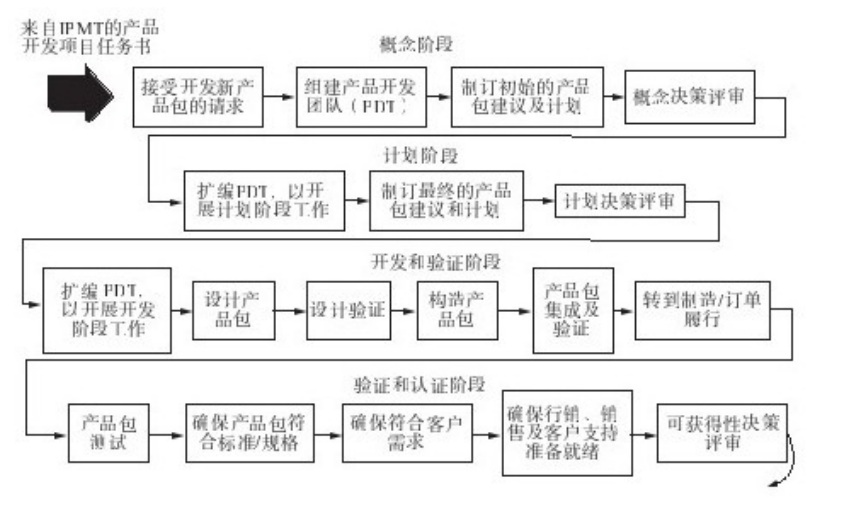 来自IPMT的产品
开发项目任务书
概念阶段
接受开发新产
品包的请求
组建产品开发
团队（PDT）
制订初始的产品
包建议及计划
概念决策评审
计划阶段
扩编PDT，以开
展计划阶段工作
制订最终的产品
包建议和计划
计划决策评审
开发和验证阶段
扩编PDT，
以开展开发
阶段工作
设计产
品包
设计验证
构造产
品包
产品包
集成及
验证
转到制造/订单
履行
验证和认证阶段
产品包
测试
确保产品包符
合标准/规格
确保符合客户
需求
确保行销、销
售及客户支持
准备就绪
可获得性决策
评审